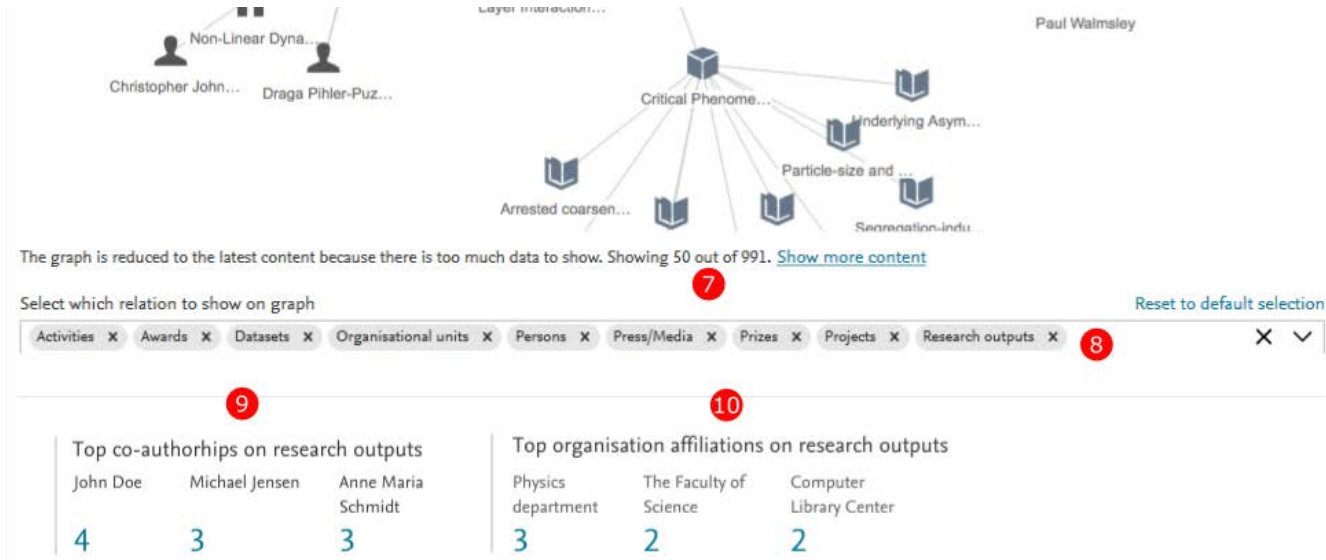 Layer Interaction...
Paul Walmsley
Non-Linear Dyna...
Christopher John...
Draga Pihler-Puz...
Critical Phenome...
Underlying Asym...
Particle-size and ...
Arrested coarsen...
Segregation-indu...
The graph is reduced to the latest content because there is too much data to show. Showing 50 out of 991. Show more content
7
Select which relation to show on graph
Reset to default selection
Activities x Awards x Datasets x Organisational units x Persons x Press/Media x Prizes x Projects x Research outputs x
8
9
10
Top co-authorhips on research outputs
John Doe
Michael Jensen
Anne Maria
Schmidt
4
3
3
Top organisation affiliations on research outputs
Physics
department
The Faculty of
Science
Computer
Library Center
3
2
2